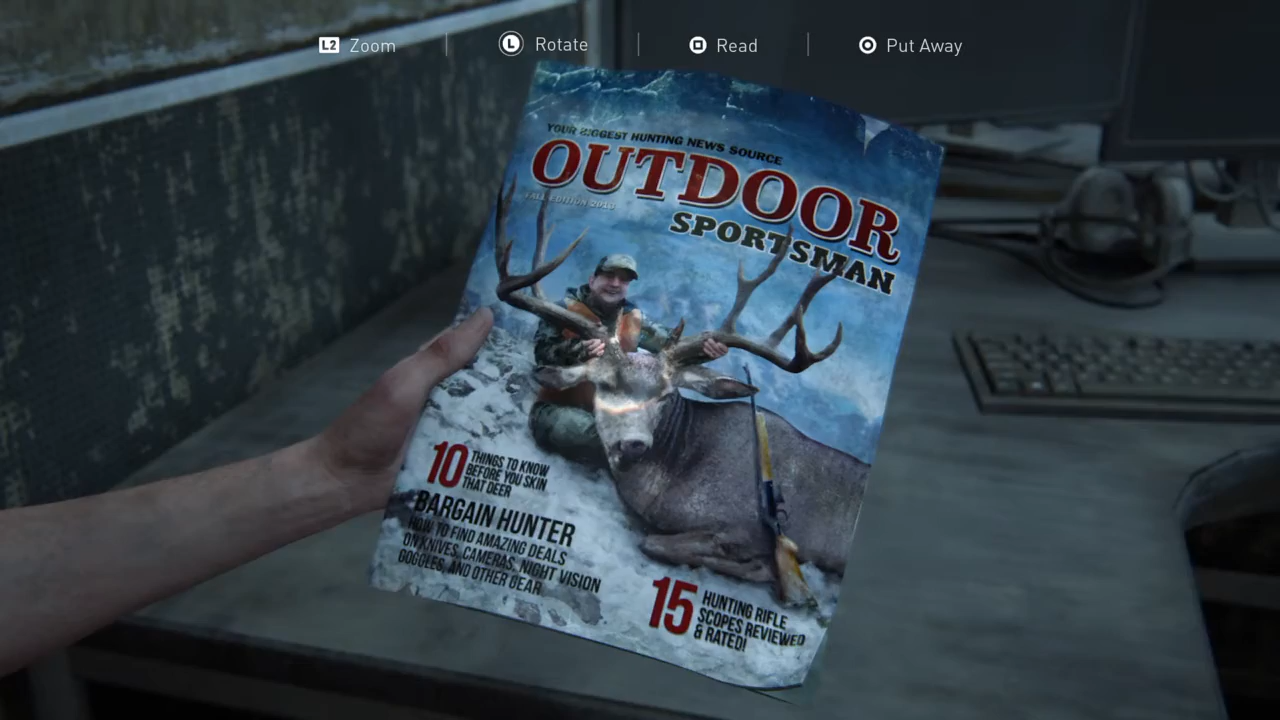 L2 Zoom
L Rotate
Read
Put Away
YOUR BIGGEST HUNTING NEWS SOURCE
OUTDOOR
FALL EDITION
SPORTSMAN
10 THINGS TO KNOW
BEFORE YOU SKIN
THAT DEER
BARGAIN HUNTER
HOW TO FIND AMAZING DEALS
ON KNIVES, CAMERAS, NIGHT VISION
GOGGLES, AND OTHER GEAR
15 HUNTING RIFLE
SCOPES REVIEWED
& RATED!